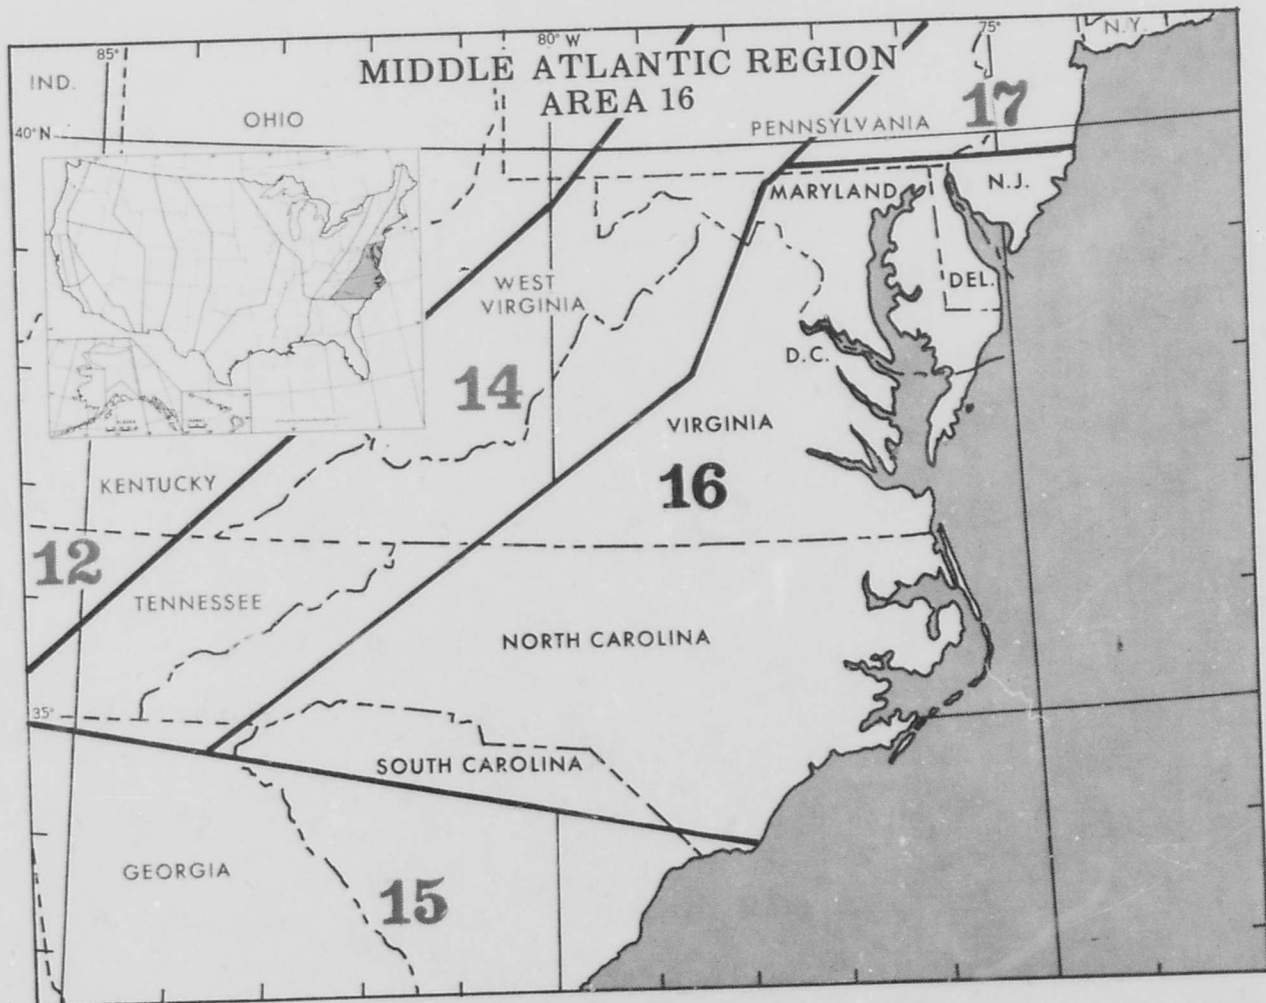 85°
80° W
75°
N.Y.
IND.
MIDDLE ATLANTIC REGION
AREA 16
17
OHIO
PENNSYLVANIA
40° N
MARYLAND
N.J.
DEL.
WEST
VIRGINIA
D.C.
14
VIRGINIA
KENTUCKY
16
12
TENNESSEE
NORTH CAROLINA
35°
SOUTH CAROLINA
GEORGIA
15